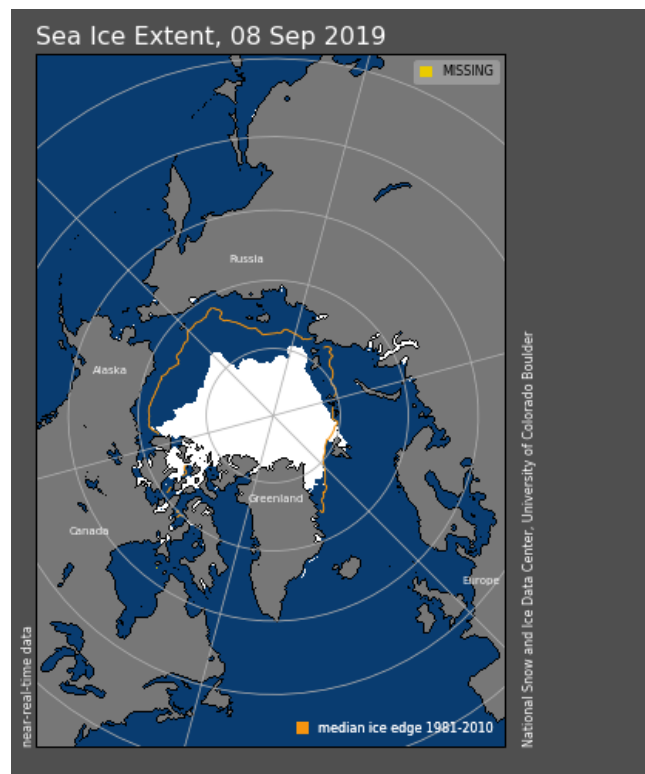 Sea Ice Extent, 08 Sep 2019
MISSING
Russia
Alaska
Greenland
Canada
Europe
near-real-time data
National Snow and Ice Data Center, University of Colorado Boulder
median ice edge 1981-2010